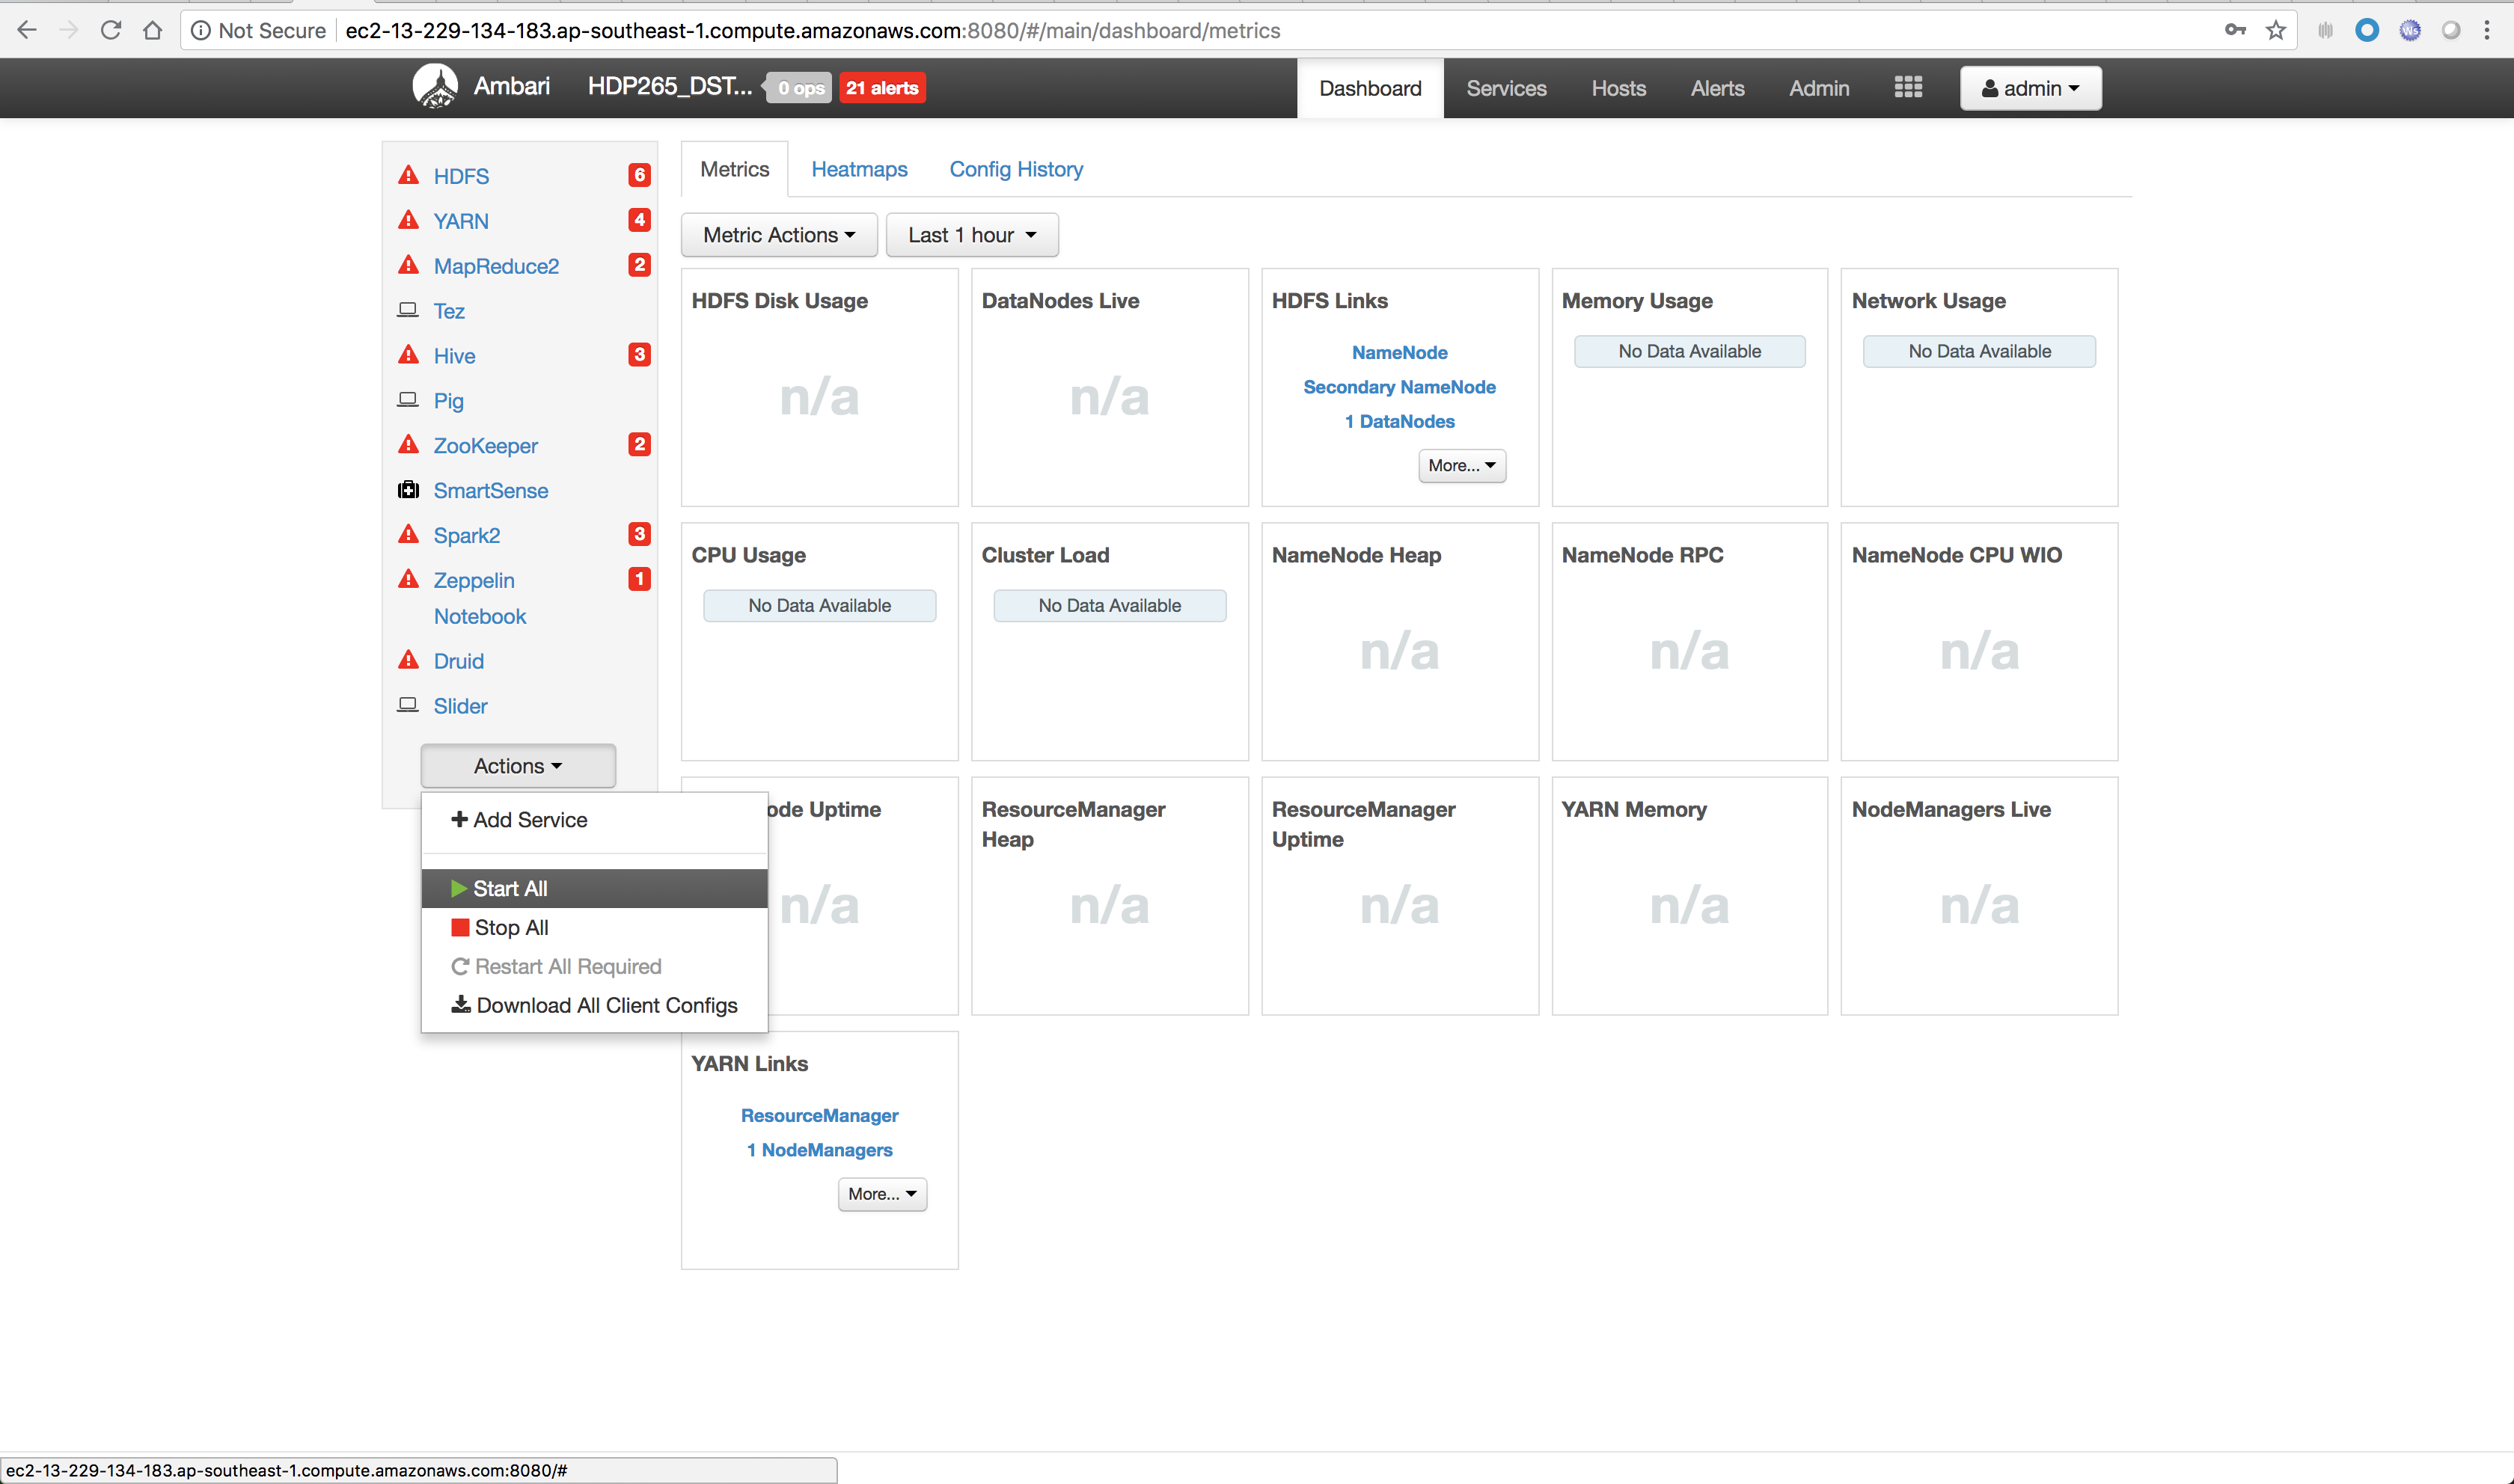 Not Secure ec2-13-229-134-183.ap-southeast-1.compute.amazonaws.com:8080/#/main/dashboard/metrics
Ws
Ambari HDP265_DST... 0 ops 21 alerts Dashboard Services Hosts Alerts Admin admin
HDFS 6
YARN 4
MapReduce2 2
Tez
Hive 3
Pig
ZooKeeper 2
SmartSense
Spark2 3
Zeppelin 1
Notebook
Druid
Slider
Actions
Add Service
Start All
Stop All
Restart All Required
Download All Client Configs
Metrics Heatmaps Config History
Metric Actions Last 1 hour
HDFS Disk Usage
n/a
DataNodes Live
n/a
HDFS Links
NameNode
Secondary NameNode
1 DataNodes
More...
Memory Usage
No Data Available
Network Usage
No Data Available
CPU Usage
No Data Available
Cluster Load
No Data Available
NameNode Heap
n/a
NameNode RPC
n/a
NameNode CPU WIO
n/a
ode Uptime
n/a
ResourceManager
Heap
n/a
ResourceManager
Uptime
n/a
YARN Memory
n/a
NodeManagers Live
n/a
YARN Links
ResourceManager
1 NodeManagers
More...
ec2-13-229-134-183.ap-southeast-1.compute.amazonaws.com:8080/#